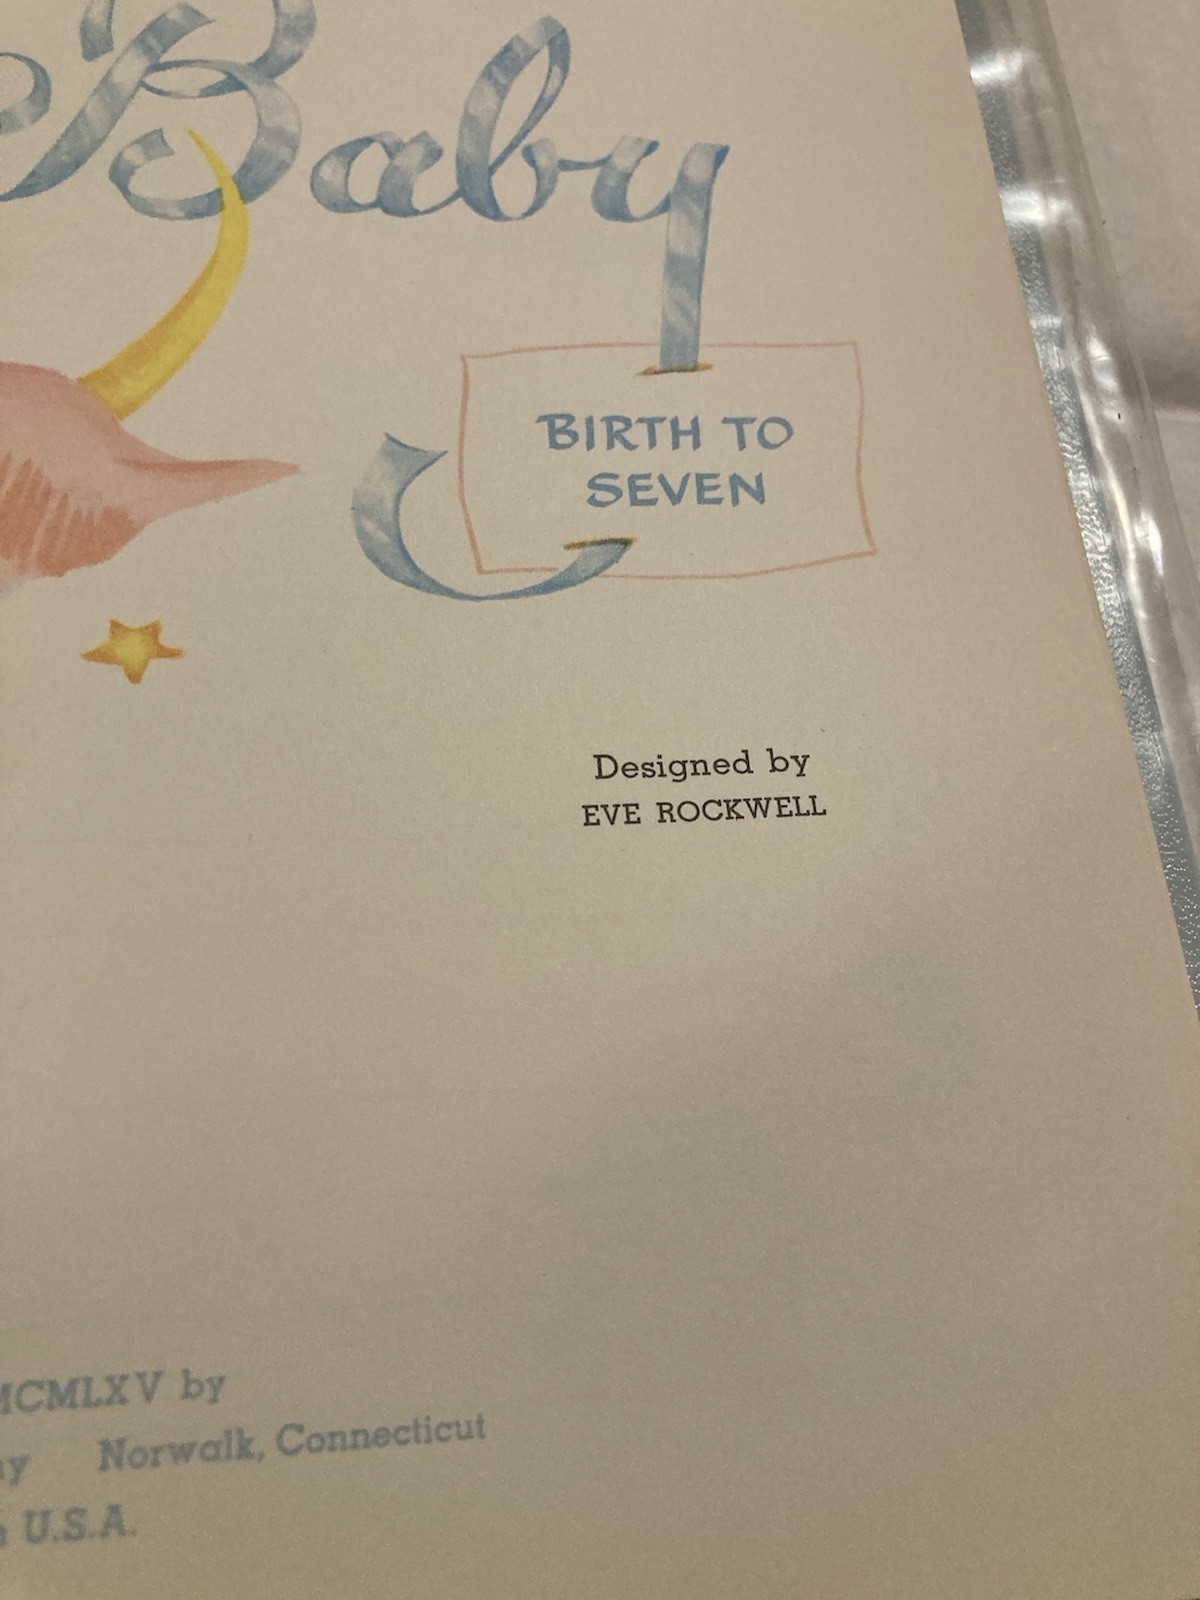 Baby
BIRTH TO
SEVEN
Designed by
EVE ROCKWELL
MCMLXV by
Norwalk, Connecticut
U.S.A.